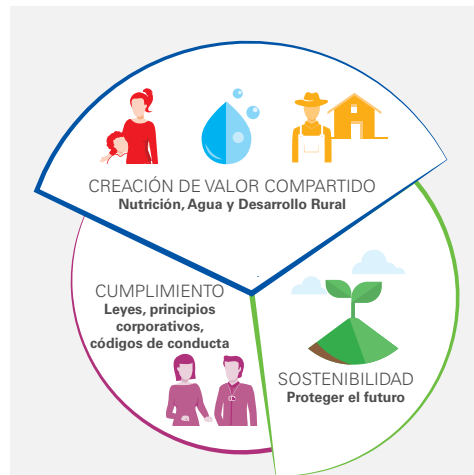 CREACIÓN DE VALOR COMPARTIDO
Nutrición, Agua y Desarrollo Rural
CUMPLIMIENTO
Leyes, principios
corporativos,
códigos de conducta
SOSTENIBILIDAD
Proteger el futuro